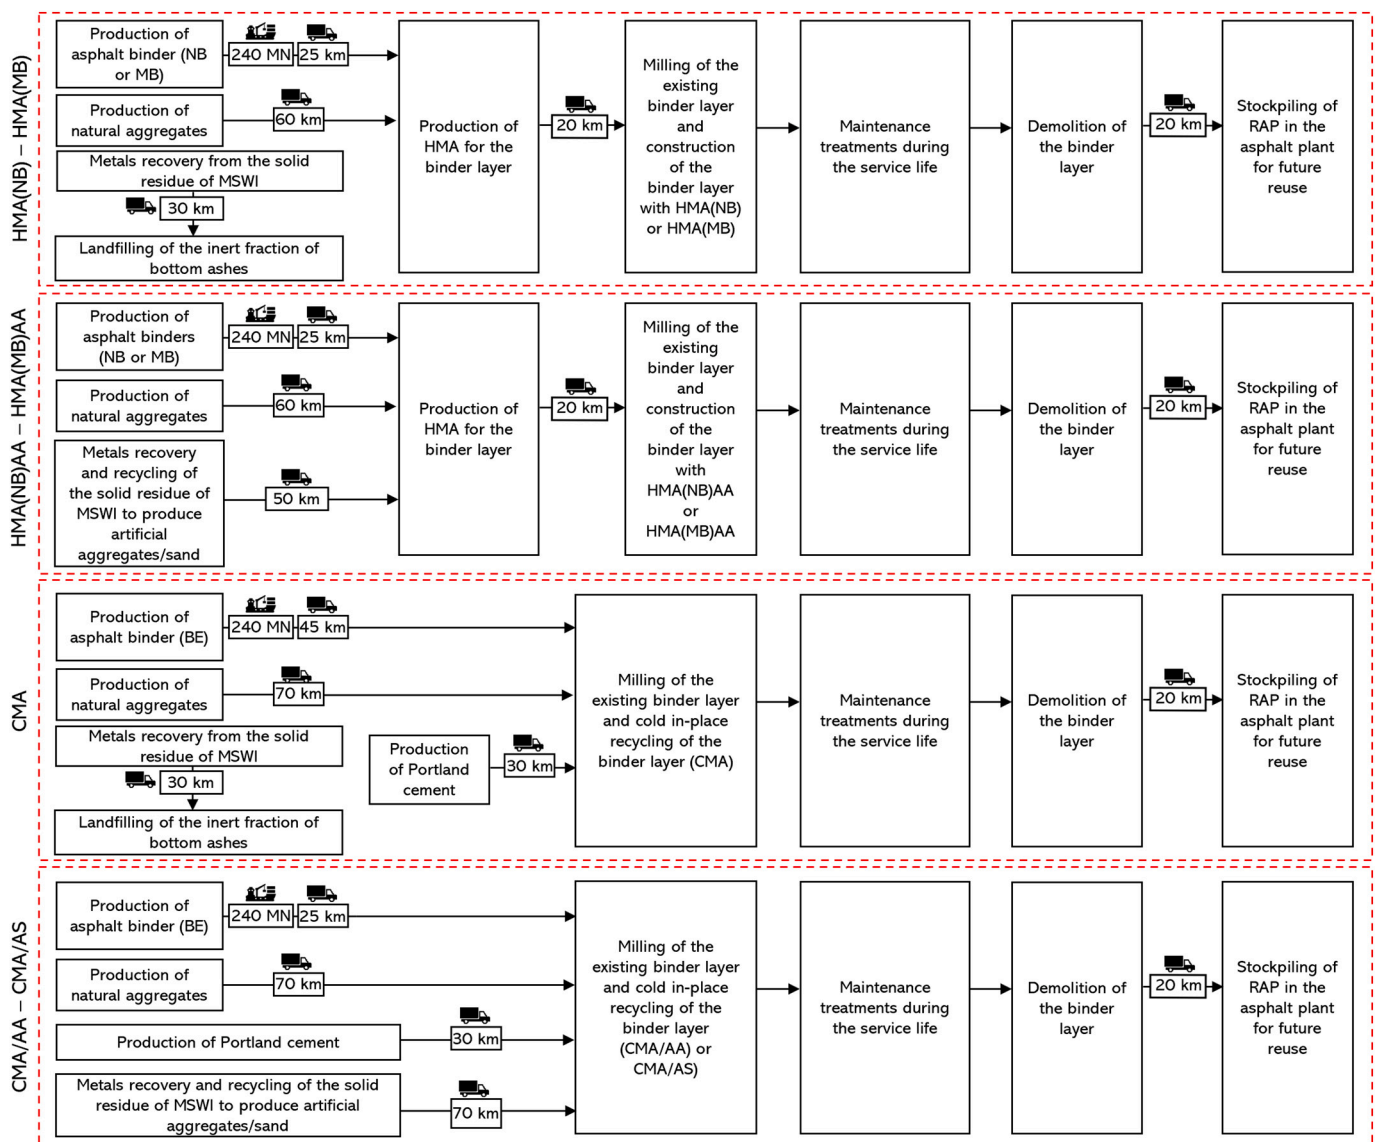 HMA(NB) – HMA(MB)
Production of
asphalt binder (NB
or MB)
240 MN
25 km
Production of
natural aggregates
60 km
Metals recovery from the solid
residue of MSWI
30 km
Landfilling of the inert fraction of
bottom ashes
Production of
HMA for the
binder layer
20 km
Milling of the
existing
binder layer
and
construction
of the
binder layer
with HMA(NB)
or HMA(MB)
Maintenance
treatments during
the service life
Demolition of
the binder
layer
20 km
Stockpiling of
RAP in the
asphalt plant
for future
reuse
HMA(NB)AA – HMA(MB)AA
Production of
asphalt binders
(NB or MB)
240 MN
25 km
Production of
natural aggregates
60 km
Metals recovery
and recycling of
the solid residue of
MSWI to produce
artificial
aggregates/sand
50 km
Production of
HMA for the
binder layer
20 km
Milling of the
existing
binder layer
and
construction
of the
binder layer
with
HMA(NB)AA
or
HMA(MB)AA
Maintenance
treatments during
the service life
Demolition of
the binder
layer
20 km
Stockpiling of
RAP in the
asphalt plant
for future
reuse
CMA
Production of
asphalt binder (BE)
240 MN
45 km
Production of
natural aggregates
70 km
Metals recovery from the solid
residue of MSWI
30 km
Landfilling of the inert fraction of
bottom ashes
Production
of Portland
cement
30 km
Milling of the
existing binder layer
and cold in-place
recycling of the
binder layer (CMA)
Maintenance
treatments during
the service life
Demolition of
the binder
layer
20 km
Stockpiling of
RAP in the
asphalt plant
for future
reuse
CMA/AA – CMA/AS
Production of
asphalt binder (BE)
240 MN
25 km
Production of
natural aggregates
70 km
Production of Portland cement
30 km
Metals recovery and recycling of the solid
residue of MSWI to produce artificial
aggregates/sand
70 km
Milling of the
existing binder layer
and cold in-place
recycling of the
binder layer
(CMA/AA) or
CMA/AS)
Maintenance
treatments during
the service life
Demolition of
the binder
layer
20 km
Stockpiling of
RAP in the
asphalt plant
for future
reuse